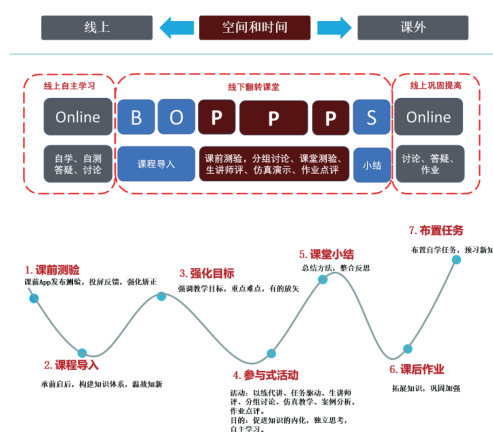 线上
空间和时间
课外
线上自主学习
线下翻转课堂
线上巩固提高
Online
B
O
P
P
P
S
Online
自学、自测
答疑、讨论
课程导入
课前测验，分组讨论、课堂测验、
生讲师评、仿真演示、作业点评
小结
讨论、答疑、
作业
1.课前测验
课前App发布测验，投屏反馈，强化矫正
2.课程导入
承前启后，构建知识体系，温故知新
3.强化目标
强调教学目标，重点难点，有的放矢
4.参与式活动
活动：以练代讲、任务驱动、生讲师
评、分组讨论、仿真教学、案例分析，
作业点评。
目的：促进知识的内化，独立思考，
自主学习。
5.课堂小结
总结方法，整合反思
6.课后作业
拓展知识，巩固加强
7.布置任务
布置自学任务，预习新知